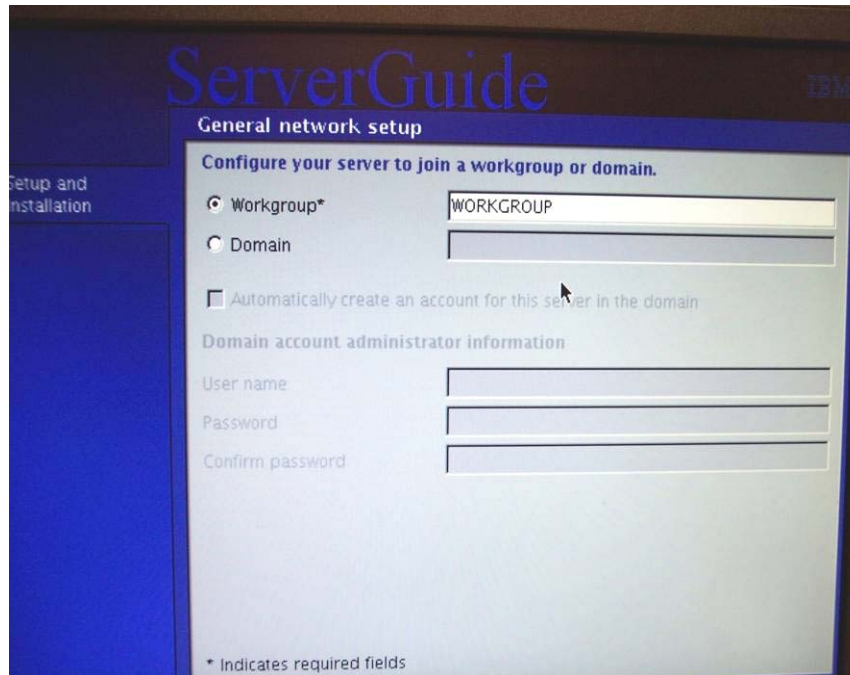 ServerGuide
IBM
General network setup
Configure your server to join a workgroup or domain.
Setup and
Installation
Workgroup*
WORKGROUP
Domain
Automatically create an account for this server in the domain
Domain account administrator information
User name
Password
Confirm password
* Indicates required fields